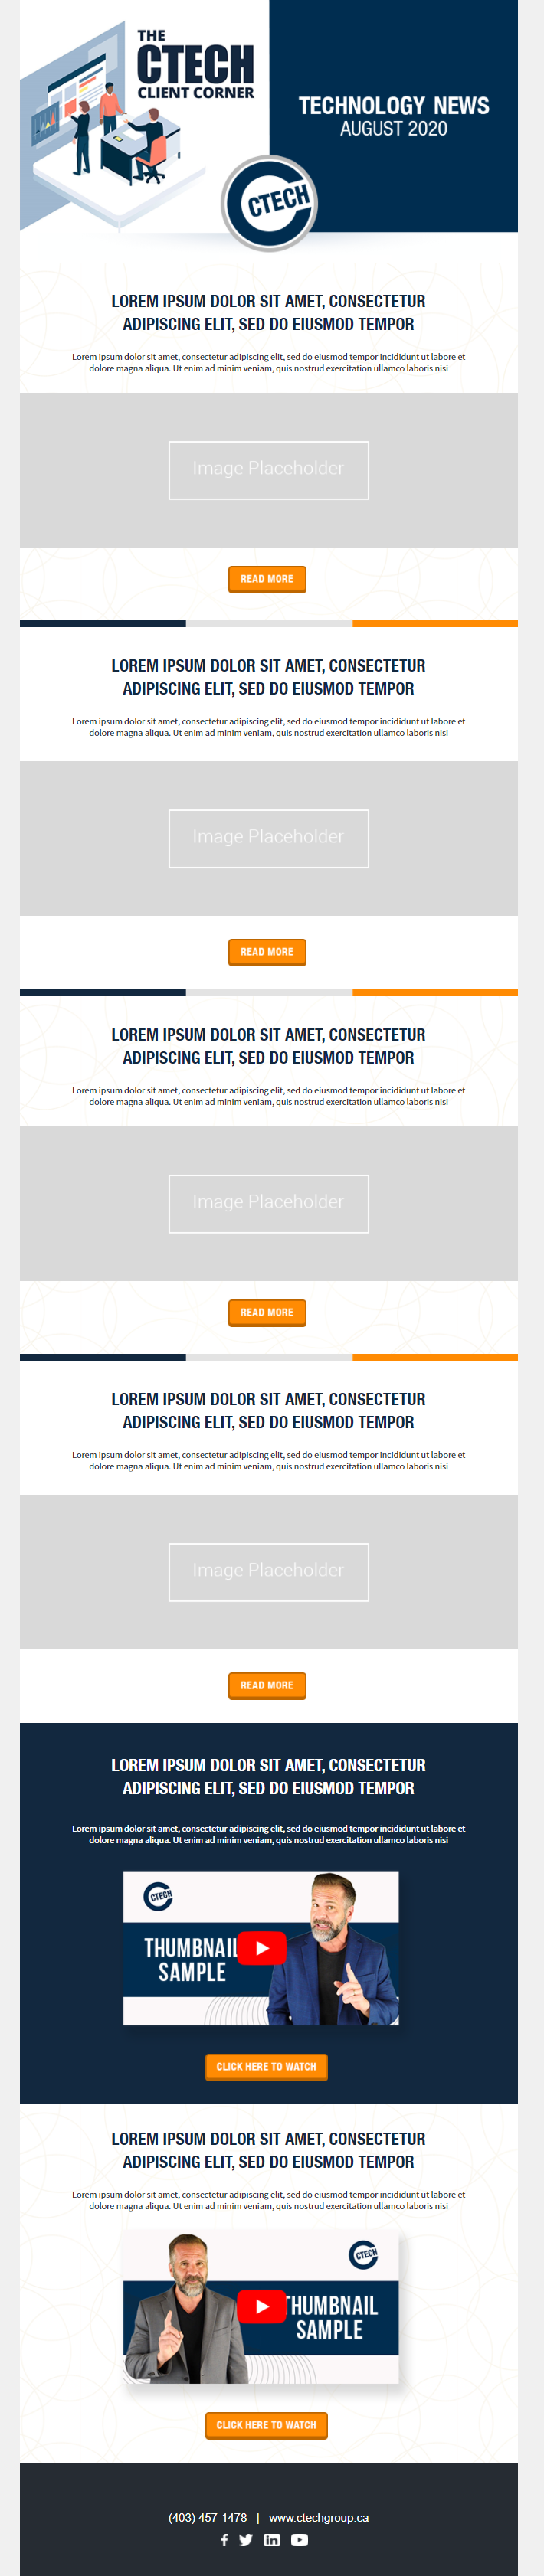 THE
CTECH
CLIENT CORNER
TECHNOLOGY NEWS
AUGUST 2020
CTECH
LOREM IPSUM DOLOR SIT AMET, CONSECTETUR
ADIPISCING ELIT, SED DO EIUSMOD TEMPOR
Lorem ipsum dolor sit amet, consectetur adipiscing elit, sed do eiusmod tempor incididunt ut labore et
dolore magna aliqua. Ut enim ad minim veniam, quis nostrud exercitation ullamco laboris nisi
Image Placeholder
READ MORE
LOREM IPSUM DOLOR SIT AMET, CONSECTETUR
ADIPISCING ELIT, SED DO EIUSMOD TEMPOR
Lorem ipsum dolor sit amet, consectetur adipiscing elit, sed do eiusmod tempor incididunt ut labore et
dolore magna aliqua. Ut enim ad minim veniam, quis nostrud exercitation ullamco laboris nisi
Image Placeholder
READ MORE
LOREM IPSUM DOLOR SIT AMET, CONSECTETUR
ADIPISCING ELIT, SED DO EIUSMOD TEMPOR
Lorem ipsum dolor sit amet, consectetur adipiscing elit, sed do eiusmod tempor incididunt ut labore et
dolore magna aliqua. Ut enim ad minim veniam, quis nostrud exercitation ullamco laboris nisi
Image Placeholder
READ MORE
LOREM IPSUM DOLOR SIT AMET, CONSECTETUR
ADIPISCING ELIT, SED DO EIUSMOD TEMPOR
Lorem ipsum dolor sit amet, consectetur adipiscing elit, sed do eiusmod tempor incididunt ut labore et
dolore magna aliqua. Ut enim ad minim veniam, quis nostrud exercitation ullamco laboris nisi
Image Placeholder
READ MORE
LOREM IPSUM DOLOR SIT AMET, CONSECTETUR
ADIPISCING ELIT, SED DO EIUSMOD TEMPOR
Lorem ipsum dolor sit amet, consectetur adipiscing elit, sed do eiusmod tempor incididunt ut labore et
dolore magna aliqua. Ut enim ad minim veniam, quis nostrud exercitation ullamco laboris nisi
CTECH
THUMBNAIL
SAMPLE
CLICK HERE TO WATCH
LOREM IPSUM DOLOR SIT AMET, CONSECTETUR
ADIPISCING ELIT, SED DO EIUSMOD TEMPOR
Lorem ipsum dolor sit amet, consectetur adipiscing elit, sed do eiusmod tempor incididunt ut labore et
dolore magna aliqua. Ut enim ad minim veniam, quis nostrud exercitation ullamco laboris nisi
CTECH
THUMBNAIL
SAMPLE
CLICK HERE TO WATCH
(403) 457-1478 | www.ctechgroup.ca